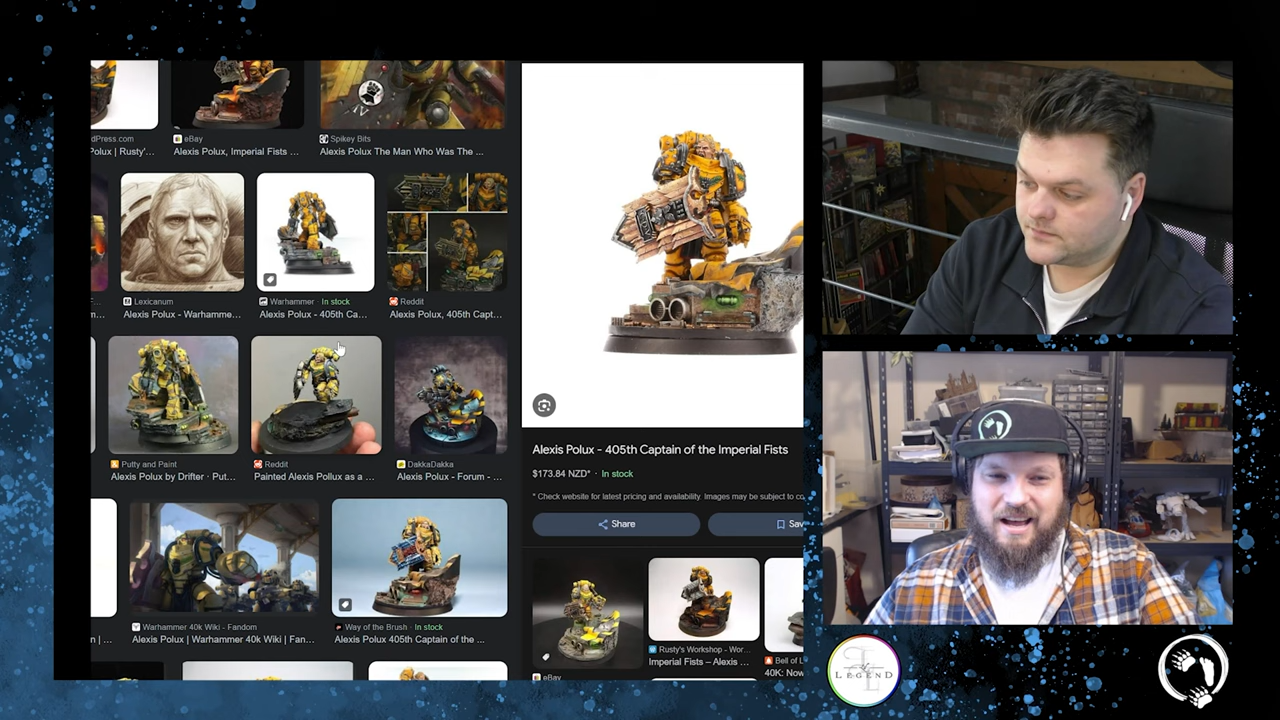 dPress.com
Polux | Rusty'...
eBay
Alexis Polux, Imperial Fists ...
Spikey Bits
Alexis Polux The Man Who Was The ...
IV
Lexicanum
Alexis Polux - Warhamme...
Warhammer · In stock
Alexis Polux - 405th Ca...
Reddit
Alexis Polux, 405th Capt...
Putty and Paint
Alexis Polux by Drifter · Put...
Reddit
Painted Alexis Pollux as a ...
DakkaDakka
Alexis Polux - Forum - ...
Warhammer 40k Wiki - Fandom
Alexis Polux | Warhammer 40k Wiki | Fan...
Way of the Brush · In stock
Alexis Polux 405th Captain of the ...
Alexis Polux - 405th Captain of the Imperial Fists
$173.84 NZD* · In stock
* Check website for latest pricing and availability. Images may be subject to co
Share
Sav
eBay
Rusty's Workshop - Wor...
Imperial Fists – Alexis ...
Bell of L
40K: Now
LEGEND